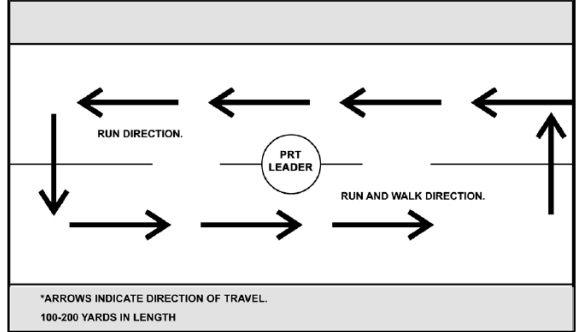 RUN DIRECTION.
PRT
LEADER
RUN AND WALK DIRECTION.
*ARROWS INDICATE DIRECTION OF TRAVEL.
100-200 YARDS IN LENGTH